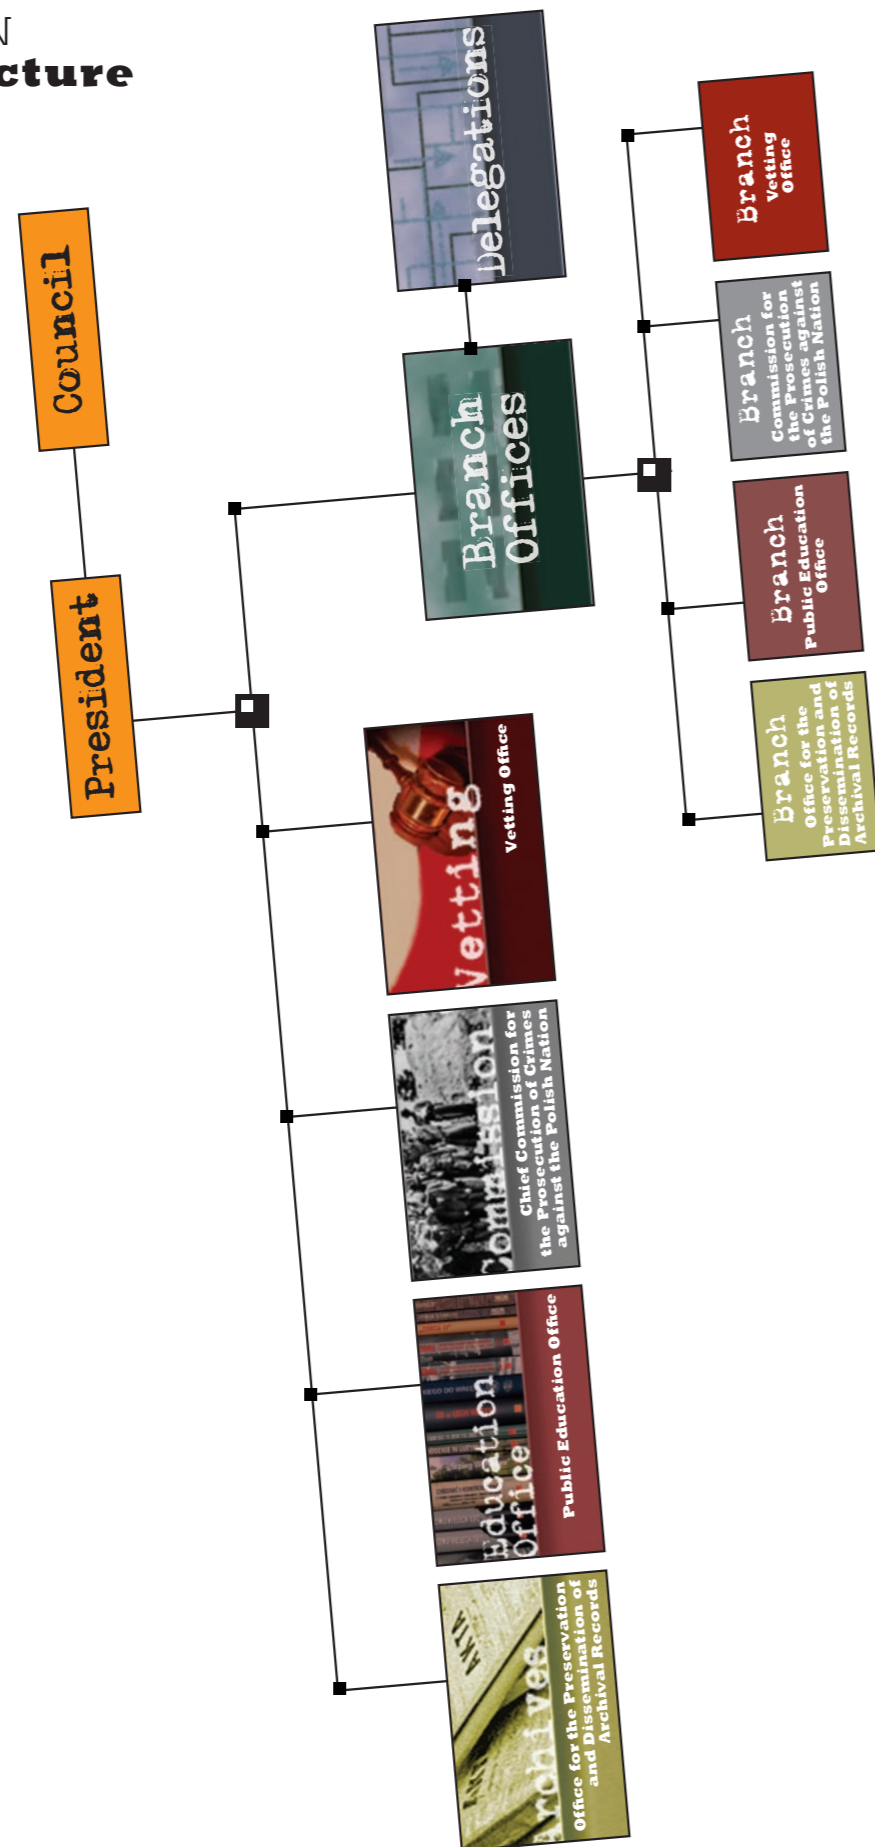 N
cture
Council
President
Delegations
Branch
Offices
Branch
Vetting
Office
Branch
Commission for
the Prosecution
of Crimes against
the Polish Nation
Branch
Public Education
Office
Branch
Office for the
Preservation and
Dissemination of
Archival Records
Vetting
Vetting Office
Commission
Chief Commission for
the Prosecution of Crimes
against the Polish Nation
Education
Office
Public Education Office
AKTA
Archives
Office for the Preservation
and Dissemination of
Archival Records